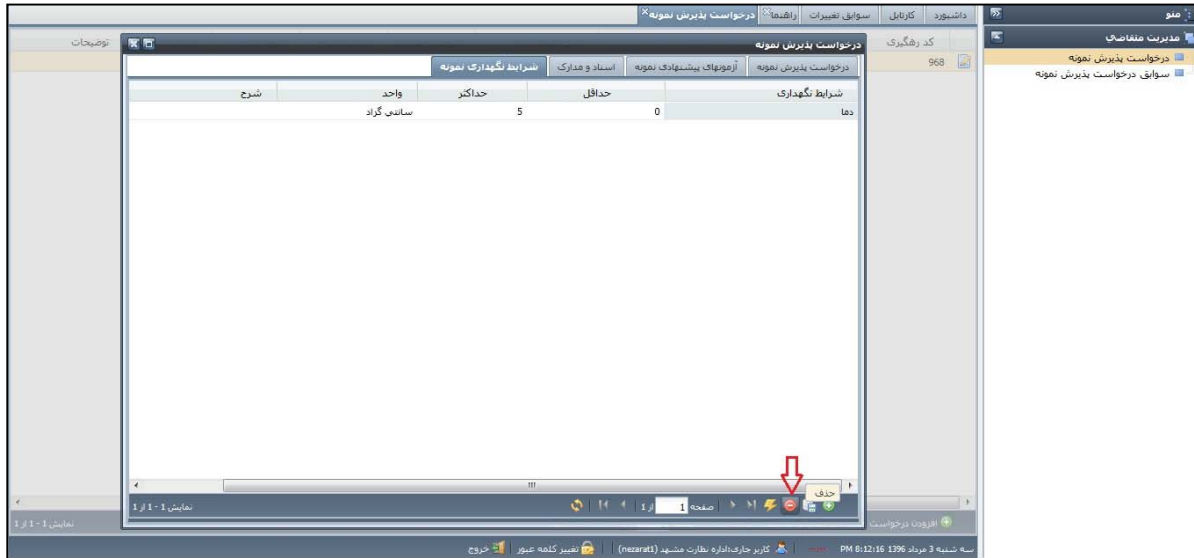 منو
داشبورد کارتابل سوابق تغییرات راهنما درخواست پذیرش نمونه
مدیریت متقاضی
درخواست پذیرش نمونه
سوابق درخواست پذیرش نمونه
کد رهگیری توضیحات
968
درخواست پذیرش نمونه
درخواست پذیرش نمونه آزمونهای پیشنهادی نمونه اسناد و مدارک شرایط نگهداری نمونه
شرایط نگهداری حداقل حداکثر واحد شرح
دما 0 5 سانتی گراد
حذف
صفحه 1 از 1
نمایش 1 - 1 از 1
افزودن درخواست
نمایش 1 - 1 از 1
سه شنبه 3 مرداد 1396 8:12:16 PM کاربر جاری:اداره نظارت مشهد (nezarat1) تغییر کلمه عبور خروج